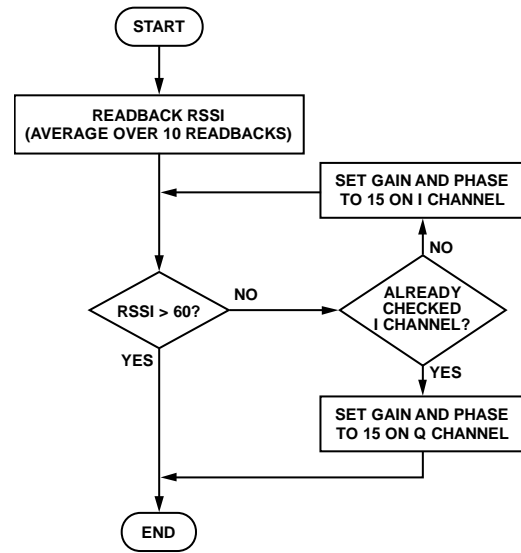 START
READBACK RSSI
(AVERAGE OVER 10 READBACKS)
SET GAIN AND PHASE
TO 15 ON I CHANNEL
NO
RSSI > 60?
NO
ALREADY
CHECKED
I CHANNEL?
YES
YES
SET GAIN AND PHASE
TO 15 ON Q CHANNEL
END